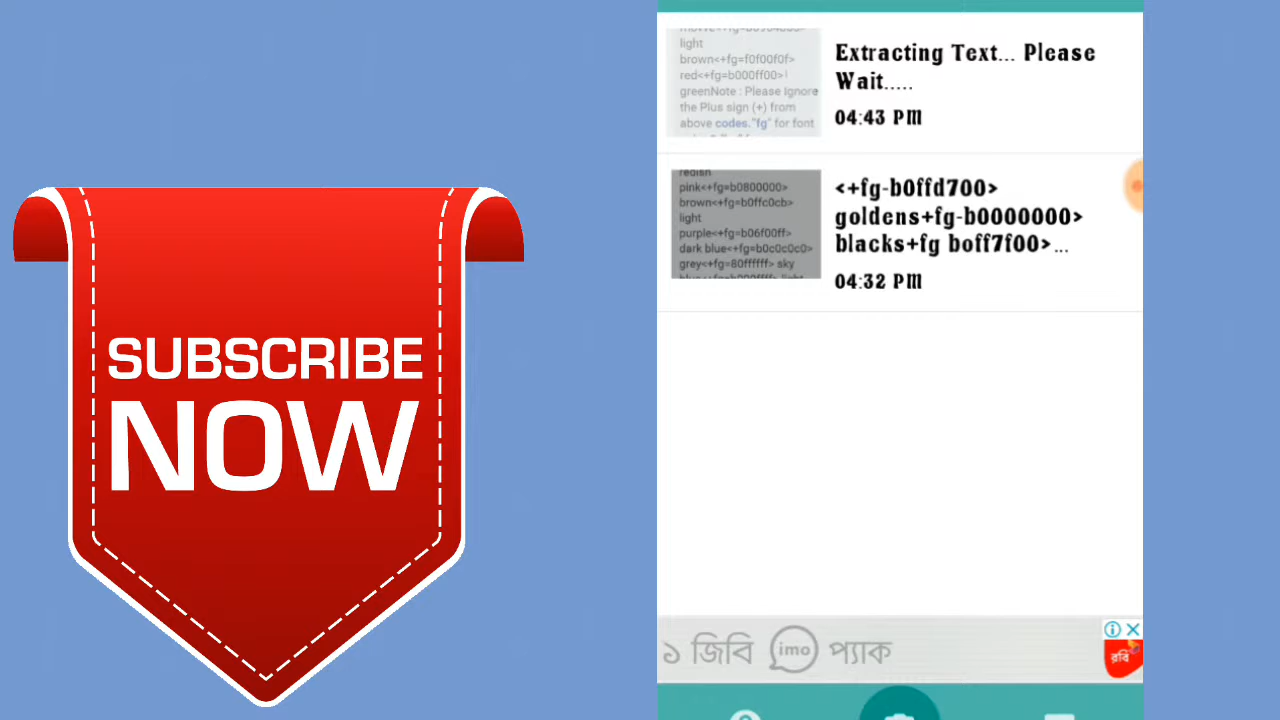 SUBSCRIBE
NOW
light
brown<+fg=f0f00f0f>
red<+fg=b000ff00>
greenNote : Please Ignore
the Plus sign (+) from
above codes."fg" for font
Extracting Text... Please
Wait.....
04:43 PM
redish
pink<+fg=b0800000>
brown<+fg=b0ffc0cb>
light
purple<+fg=b06f00ff>
dark blue<+fg=b0c0c0c0>
grey<+fg=80ffffff> sky
<+fg-b0ffd700>
goldens+fg-b0000000>
blacks+fg boff7f00>...
04:32 PM
১ জিবি imo প্যাক
রবি